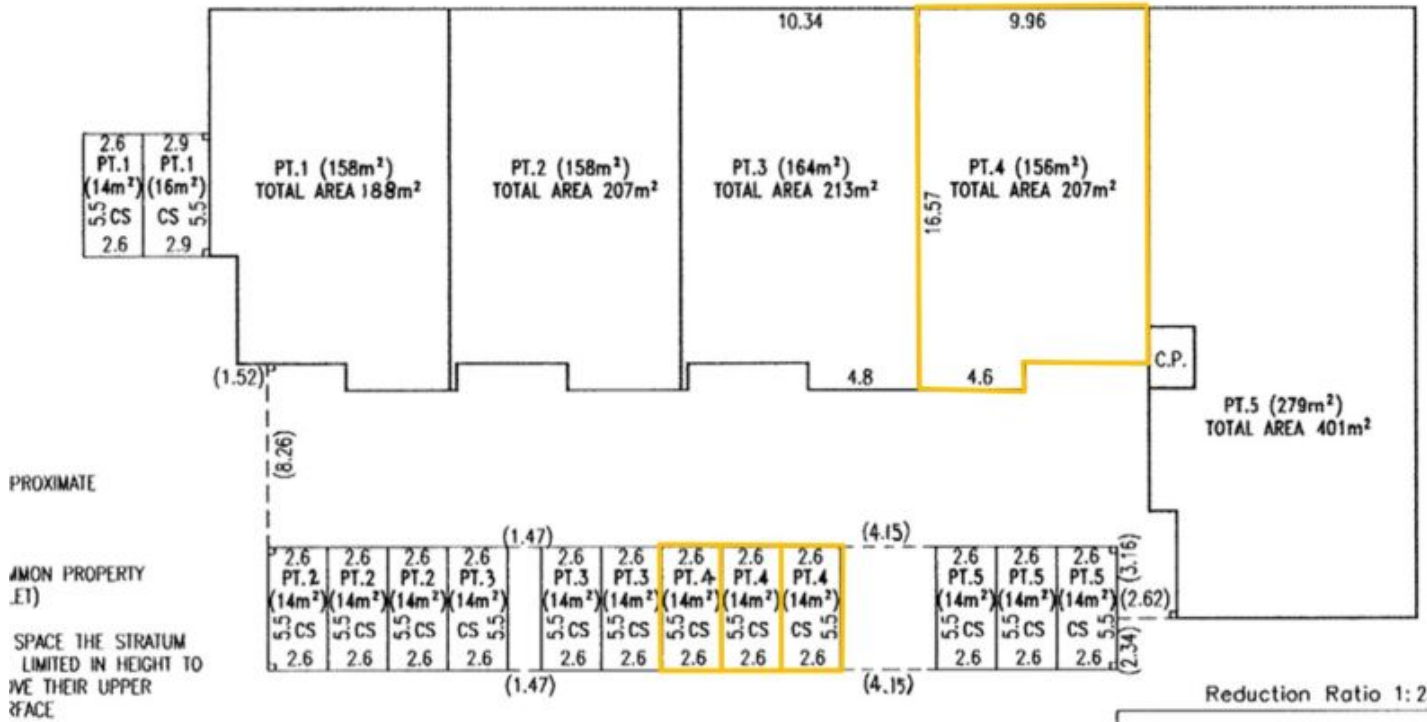 10.34
9.96
2.6
PT.1
(14m²)
5.5 CS
2.6
2.9
PT.1
(16m²)
CS 5.5
2.9
PT.1 (158m²)
TOTAL AREA 188m²
PT.2 (158m²)
TOTAL AREA 207m²
PT.3 (164m²)
TOTAL AREA 213m²
PT.4 (156m²)
TOTAL AREA 207m²
16.57
C.P.
(1.52)
4.8
4.6
PT.5 (279m²)
TOTAL AREA 401m²
(8.26)
PROXIMATE
MMON PROPERTY
ET)
SPACE THE STRATUM
LIMITED IN HEIGHT TO
VE THEIR UPPER
RFACE
(1.47)
(4.15)
2.6
PT.2
(14m²)
5.5 CS
2.6
2.6
PT.2
(14m²)
5.5 CS
2.6
2.6
PT.2
(14m²)
5.5 CS
2.6
2.6
PT.3
(14m²)
CS 5.5
2.6
2.6
PT.3
(14m²)
5.5 CS
2.6
2.6
PT.3
(14m²)
5.5 CS
2.6
2.6
PT.4
(14m²)
5.5 CS
2.6
2.6
PT.4
(14m²)
5.5 CS
2.6
2.6
PT.4
(14m²)
CS 5.5
2.6
2.6
PT.5
(14m²)
5.5 CS
2.6
2.6
PT.5
(14m²)
5.5 CS
2.6
2.6
PT.5
(14m²)
CS 5.5
2.6
(3.16)
(2.62)
(2.34)
(1.47)
(4.15)
Reduction Ratio 1:2